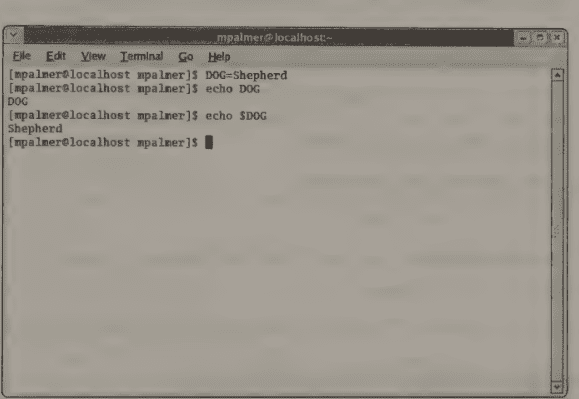 mpalmer@localhost:~
File Edit View Terminal Go Help
[mpalmer@localhost mpalmer]$ DOG=Shepherd
[mpalmer@localhost mpalmer]$ echo DOG
DOG
[mpalmer@localhost mpalmer]$ echo $DOG
Shepherd
[mpalmer@localhost mpalmer]$